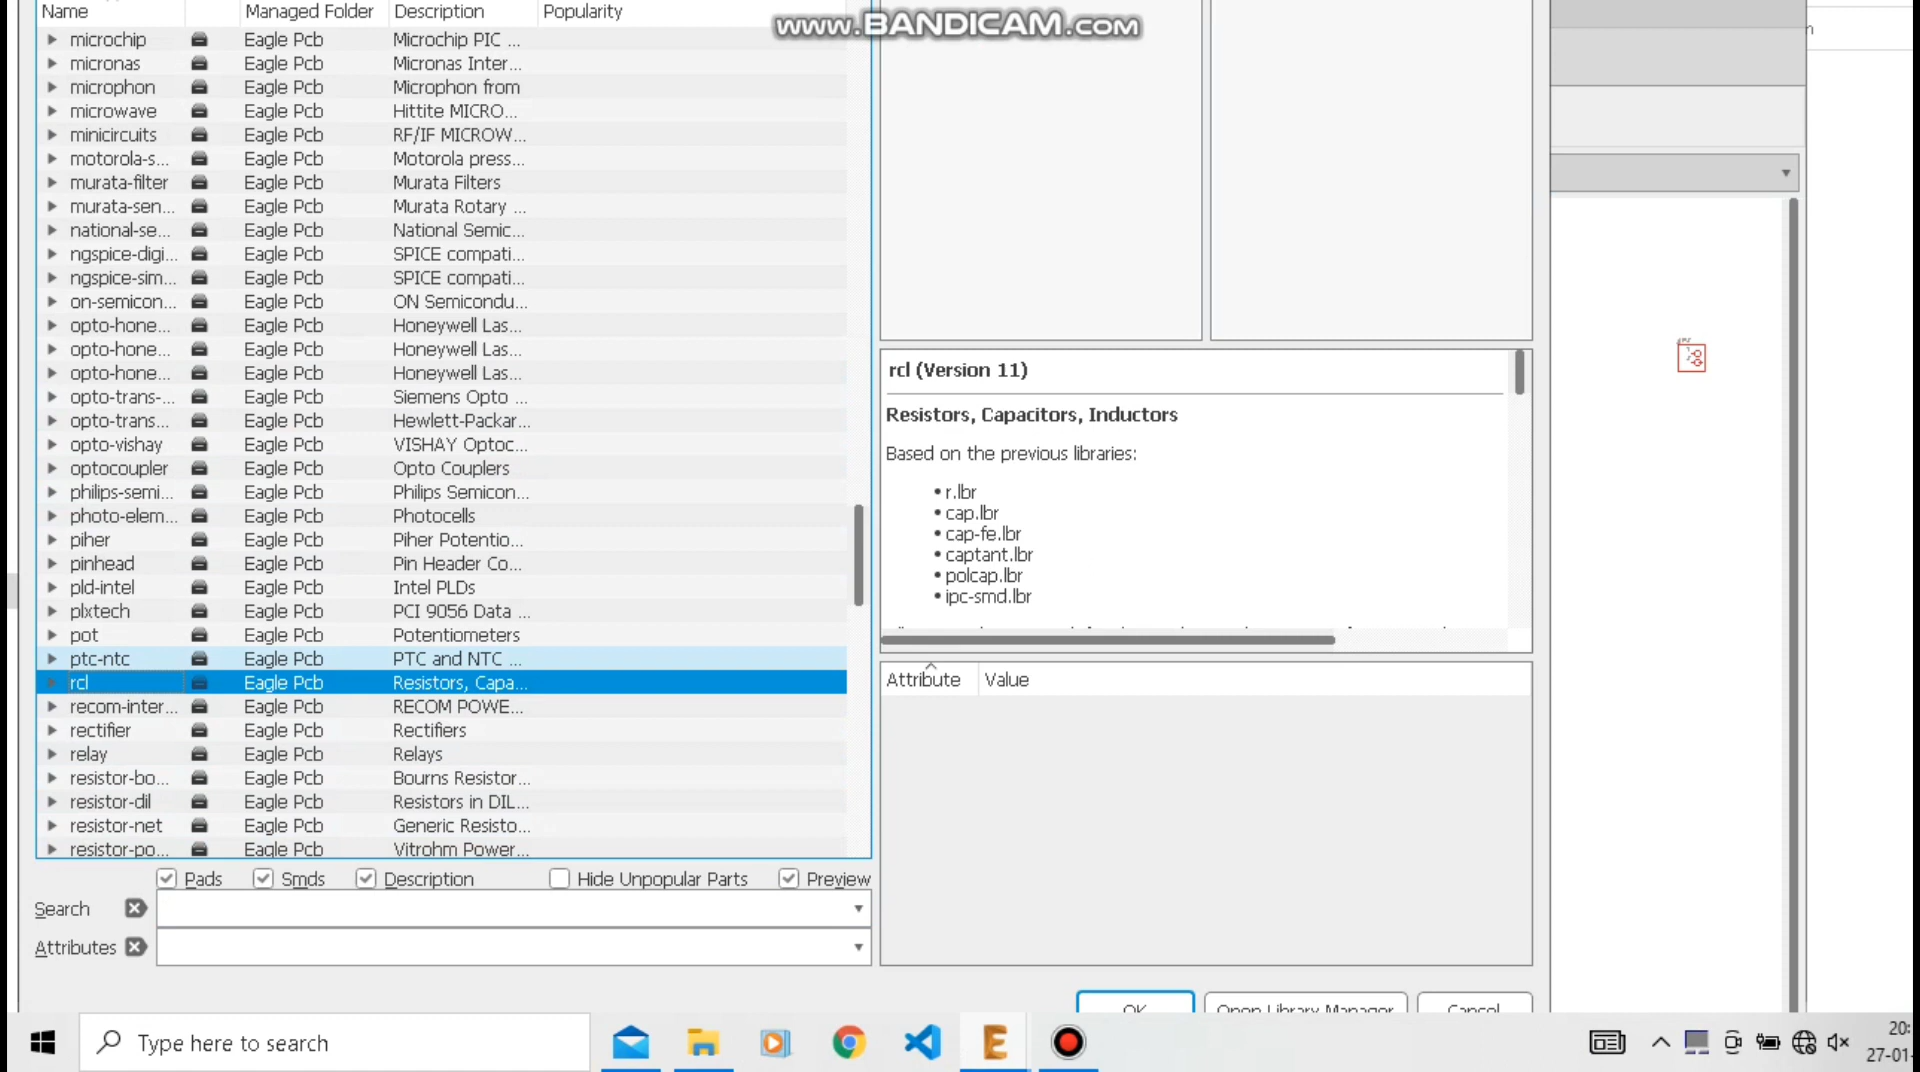 www.BANDICAM.com
Name Managed Folder Description Popularity
microchip Eagle Pcb Microchip PIC ...
micronas Eagle Pcb Micronas Inter...
microphon Eagle Pcb Microphon from
microwave Eagle Pcb Hittite MICRO...
minicircuits Eagle Pcb RF/IF MICROW...
motorola-s... Eagle Pcb Motorola press...
murata-filter Eagle Pcb Murata Filters
murata-sen... Eagle Pcb Murata Rotary ...
national-se... Eagle Pcb National Semic...
ngspice-digi... Eagle Pcb SPICE compati...
ngspice-sim... Eagle Pcb SPICE compati...
on-semicon... Eagle Pcb ON Semicondu...
opto-hone... Eagle Pcb Honeywell Las...
opto-hone... Eagle Pcb Honeywell Las...
opto-hone... Eagle Pcb Honeywell Las...
opto-trans-... Eagle Pcb Siemens Opto ...
opto-trans... Eagle Pcb Hewlett-Packar...
opto-vishay Eagle Pcb VISHAY Optoc...
optocoupler Eagle Pcb Opto Couplers
philips-semi... Eagle Pcb Philips Semicon...
photo-elem... Eagle Pcb Photocells
piher Eagle Pcb Piher Potentio...
pinhead Eagle Pcb Pin Header Co...
pld-intel Eagle Pcb Intel PLDs
plxtech Eagle Pcb PCI 9056 Data ...
pot Eagle Pcb Potentiometers
ptc-ntc Eagle Pcb PTC and NTC ...
rcl Eagle Pcb Resistors, Capa...
recom-inter... Eagle Pcb RECOM POWE...
rectifier Eagle Pcb Rectifiers
relay Eagle Pcb Relays
resistor-bo... Eagle Pcb Bourns Resistor...
resistor-dil Eagle Pcb Resistors in DIL...
resistor-net Eagle Pcb Generic Resisto...
resistor-po... Eagle Pcb Vitrohm Power...
Pads Smds Description Hide Unpopular Parts Preview
Search
Attributes
rcl (Version 11)
Resistors, Capacitors, Inductors
Based on the previous libraries:
• r.lbr
• cap.lbr
• cap-fe.lbr
• captant.lbr
• polcap.lbr
• ipc-smd.lbr
Attribute Value
OK Open Library Manager Cancel
Type here to search
20:
27-01